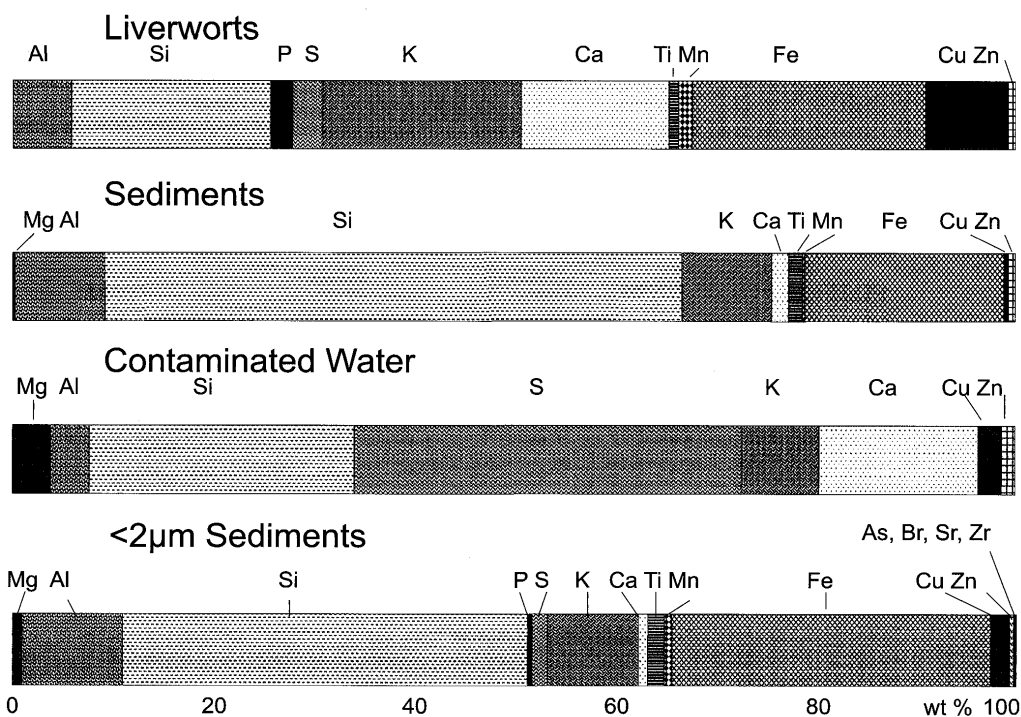 Liverworts
Al Si P S K Ca Ti Mn Fe Cu Zn
Sediments
Mg Al Si K Ca Ti Mn Fe Cu Zn
Contaminated Water
Mg Al Si S K Ca Cu Zn
<2µm Sediments
As, Br, Sr, Zr
Mg Al Si P S K Ca Ti Mn Fe Cu Zn
0 20 40 60 80 wt % 100